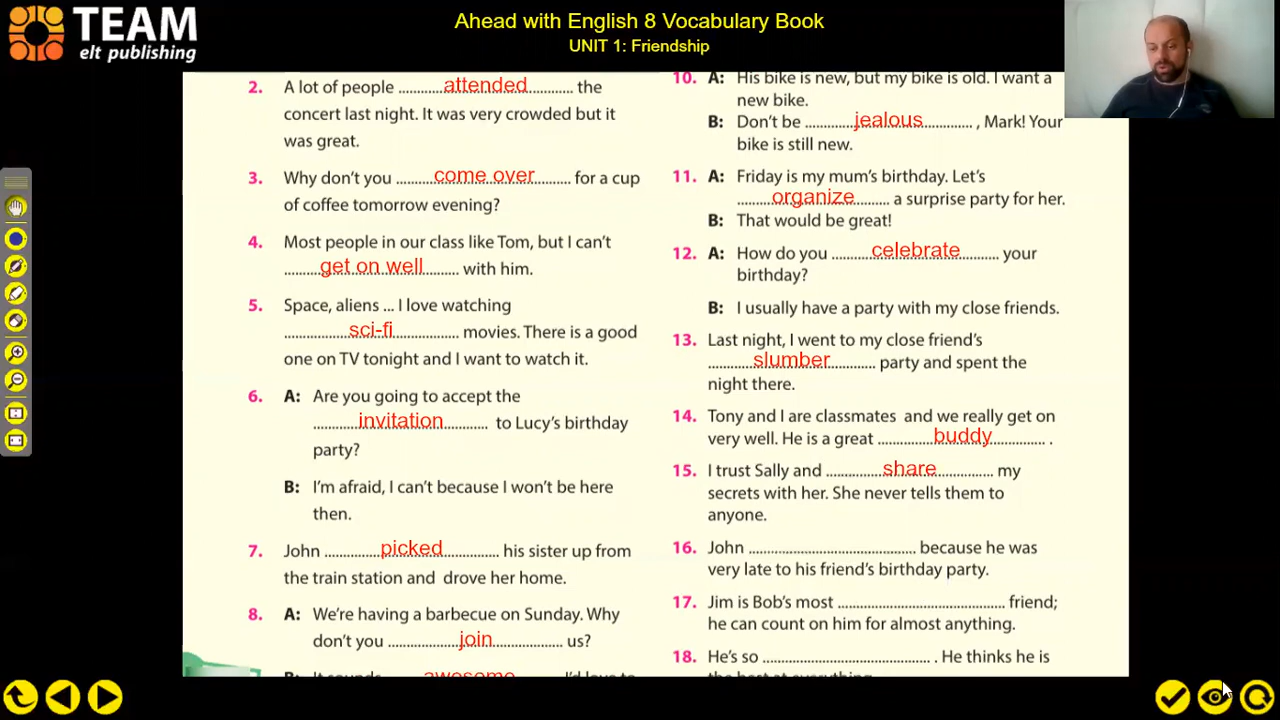 TEAM
elt publishing
Ahead with English 8 Vocabulary Book
UNIT 1: Friendship
2. A lot of people ........... attended ........... the
concert last night. It was very crowded but it
was great.
3. Why don't you ........... come over ........... for a cup
of coffee tomorrow evening?
4. Most people in our class like Tom, but I can't
........... get on well ........... with him.
5. Space, aliens ... I love watching
........... sci-fi ........... movies. There is a good
one on TV tonight and I want to watch it.
6. A: Are you going to accept the
........... invitation ........... to Lucy's birthday
party?
B: I'm afraid, I can't because I won't be here
then.
7. John ........... picked ........... his sister up from
the train station and drove her home.
8. A: We're having a barbecue on Sunday. Why
don't you ........... join ........... us?
B: It sounds awesome I'd love to
10. A: His bike is new, but my bike is old. I want a
new bike.
B: Don't be ........... jealous ........... , Mark! Your
bike is still new.
11. A: Friday is my mum's birthday. Let's
........... organize ........... a surprise party for her.
B: That would be great!
12. A: How do you ........... celebrate ........... your
birthday?
B: I usually have a party with my close friends.
13. Last night, I went to my close friend's
........... slumber ........... party and spent the
night there.
14. Tony and I are classmates and we really get on
very well. He is a great ........... buddy ........... .
15. I trust Sally and ........... share ........... my
secrets with her. She never tells them to
anyone.
16. John ...................... because he was
very late to his friend's birthday party.
17. Jim is Bob's most ...................... friend;
he can count on him for almost anything.
18. He's so ...................... . He thinks he is
the best at everything.